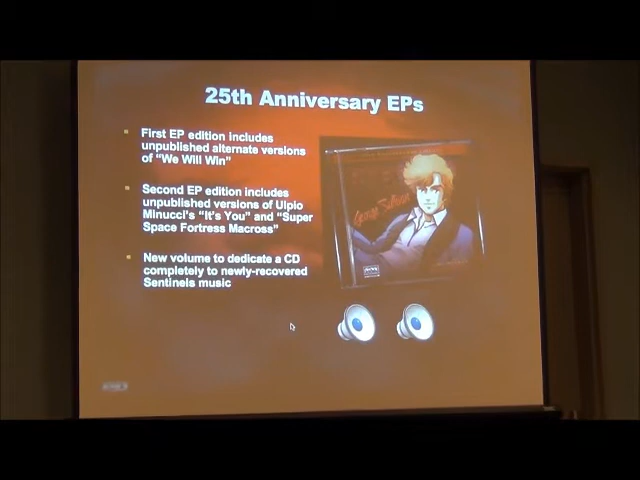 25th Anniversary EPs
First EP edition includes
unpublished alternate versions
of "We Will Win"
Second EP edition includes
unpublished versions of Ulpio
Minucci's "It's You" and "Super
Space Fortress Macross"
New volume to dedicate a CD
completely to newly-recovered
Sentinels music